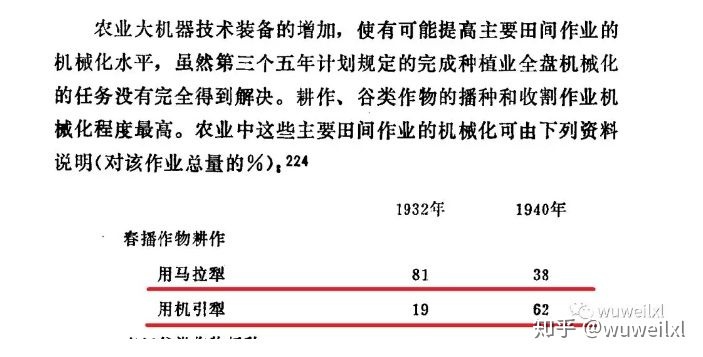 农业大机器技术装备的增加，使有可能提高主要田间作业的
机械化水平，虽然第三个五年计划规定的完成种植业全盘机械化
的任务没有完全得到解决。耕作、谷类作物的播种和收割作业机
械化程度最高。农业中这些主要田间作业的机械化可由下列资料
说明(对该作业总量的%)：224
1932年 1940年
春播作物耕作
用马拉犁 81 38
用机引犁 19 62
wuweilxl
知乎 @wuweilxl